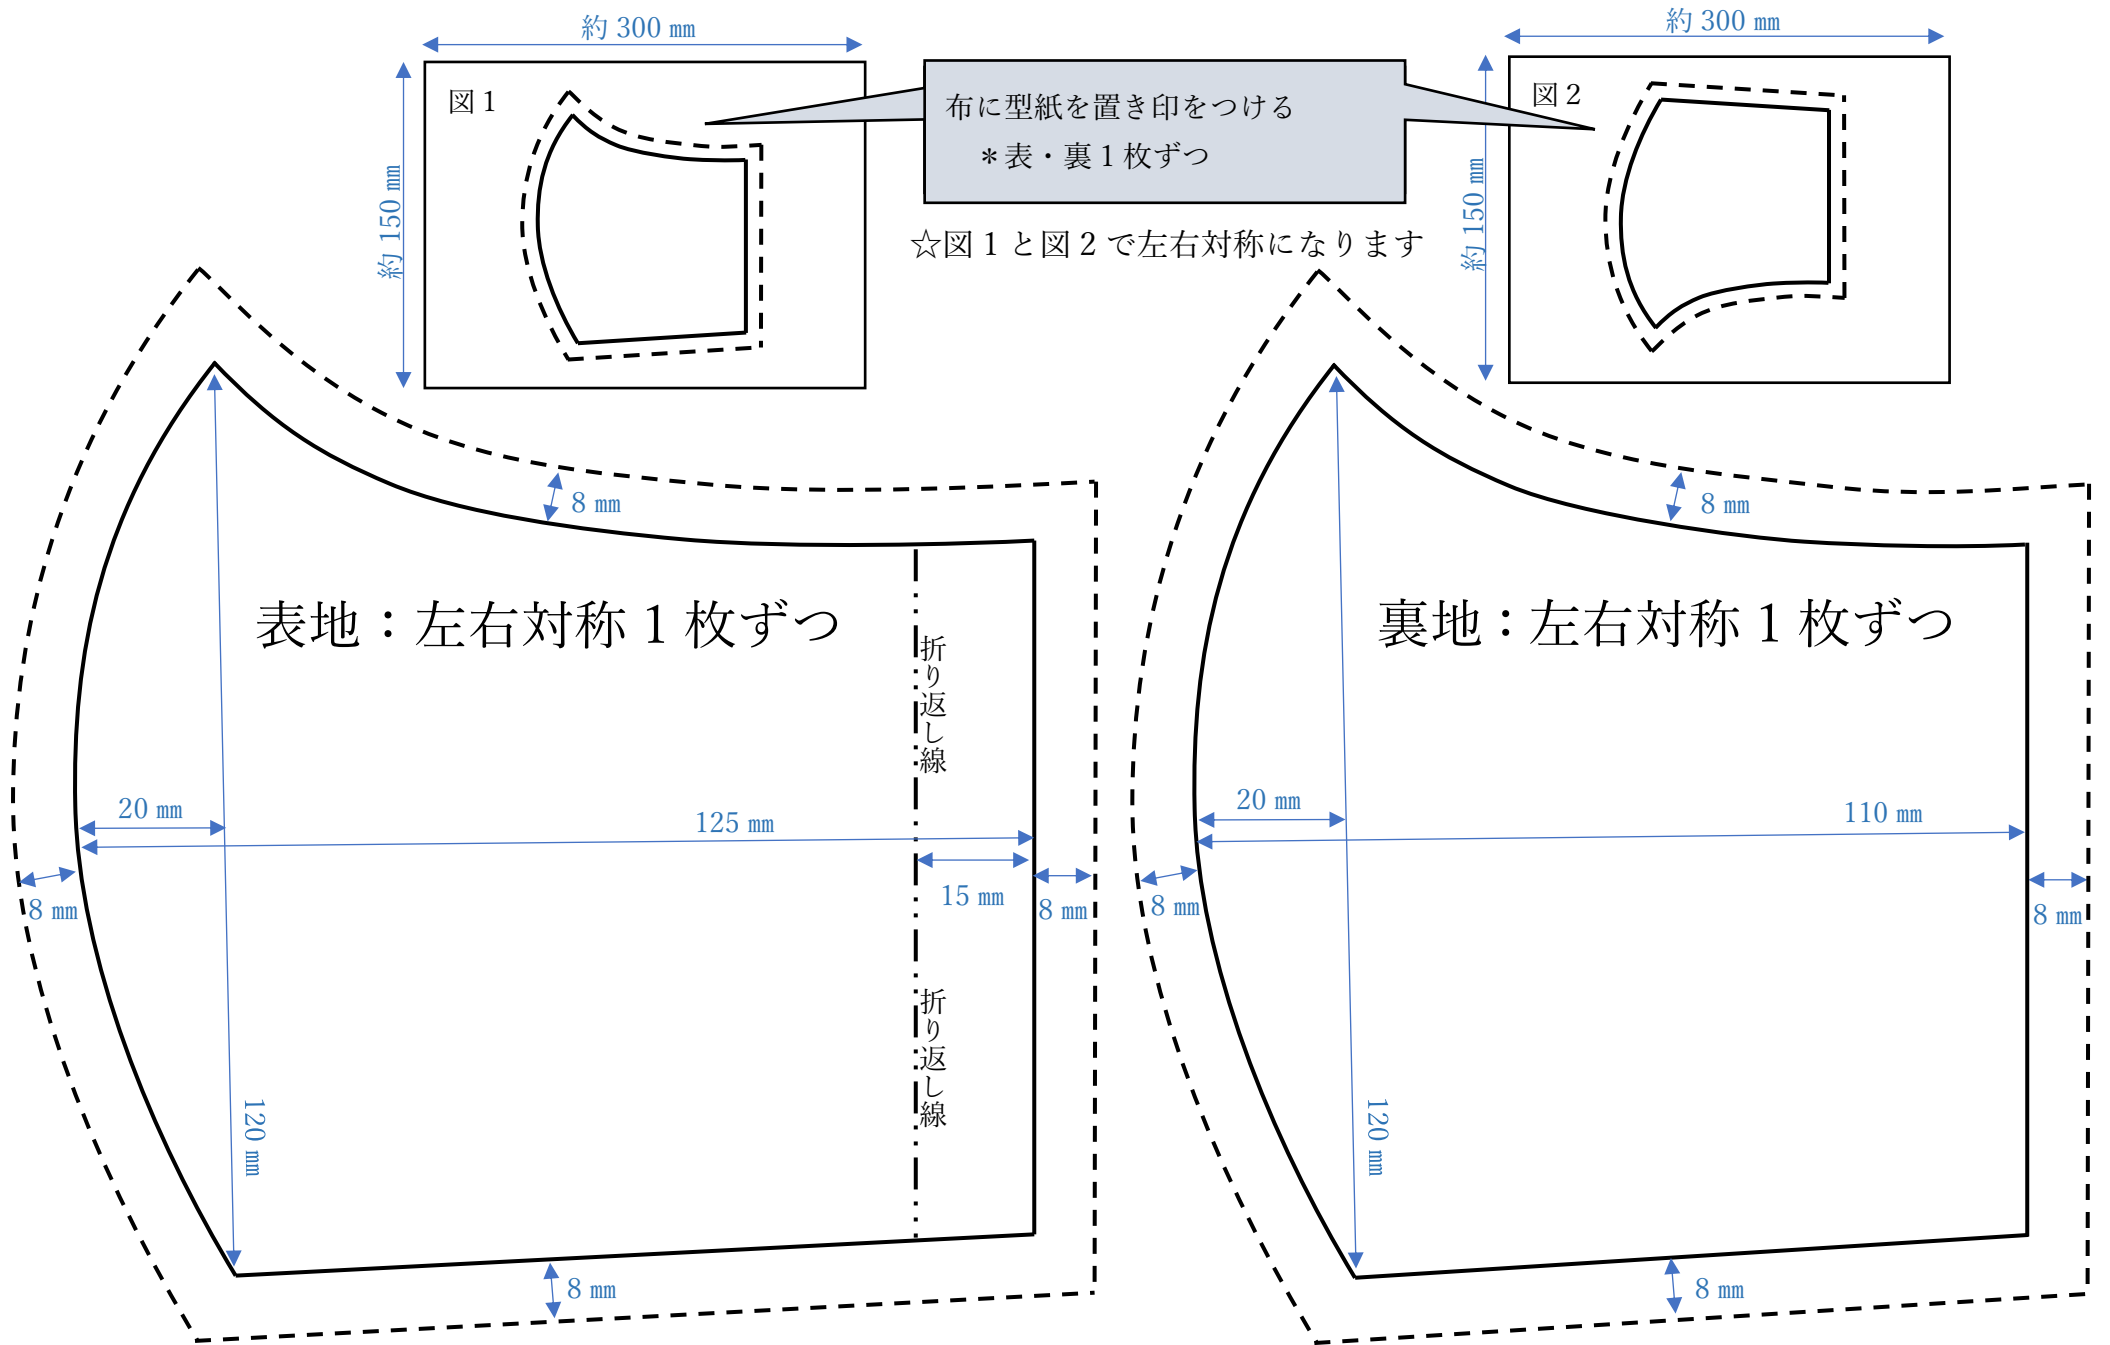 約 300 ㎜
約 150 ㎜
図１
布に型紙を置き印をつける
＊表・裏 1 枚ずつ
約 300 ㎜
約 150 ㎜
図２
☆図 1 と図 2 で左右対称になります
8 ㎜
表地：左右対称 1 枚ずつ
折り返し線
20 ㎜
125 ㎜
15 ㎜
8 ㎜
8 ㎜
折り返し線
120 ㎜
8 ㎜
8 ㎜
裏地：左右対称 1 枚ずつ
20 ㎜
110 ㎜
8 ㎜
8 ㎜
120 ㎜
8 ㎜